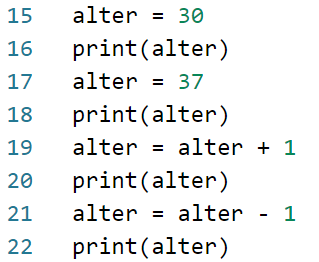 15 alter = 30
16 print(alter)
17 alter = 37
18 print(alter)
19 alter = alter + 1
20 print(alter)
21 alter = alter - 1
22 print(alter)